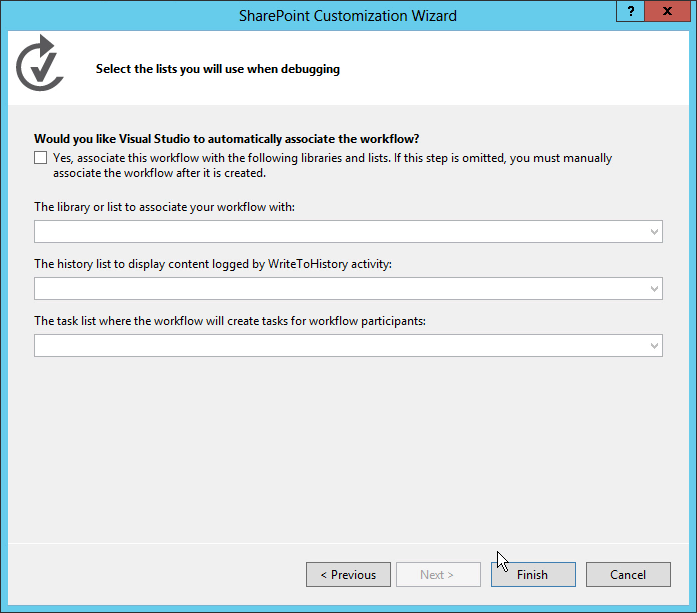 SharePoint Customization Wizard
?
x
Select the lists you will use when debugging
Would you like Visual Studio to automatically associate the workflow?
Yes, associate this workflow with the following libraries and lists. If this step is omitted, you must manually
associate the workflow after it is created.
The library or list to associate your workflow with:
The history list to display content logged by WriteToHistory activity:
The task list where the workflow will create tasks for workflow participants:
< Previous
Next >
Finish
Cancel